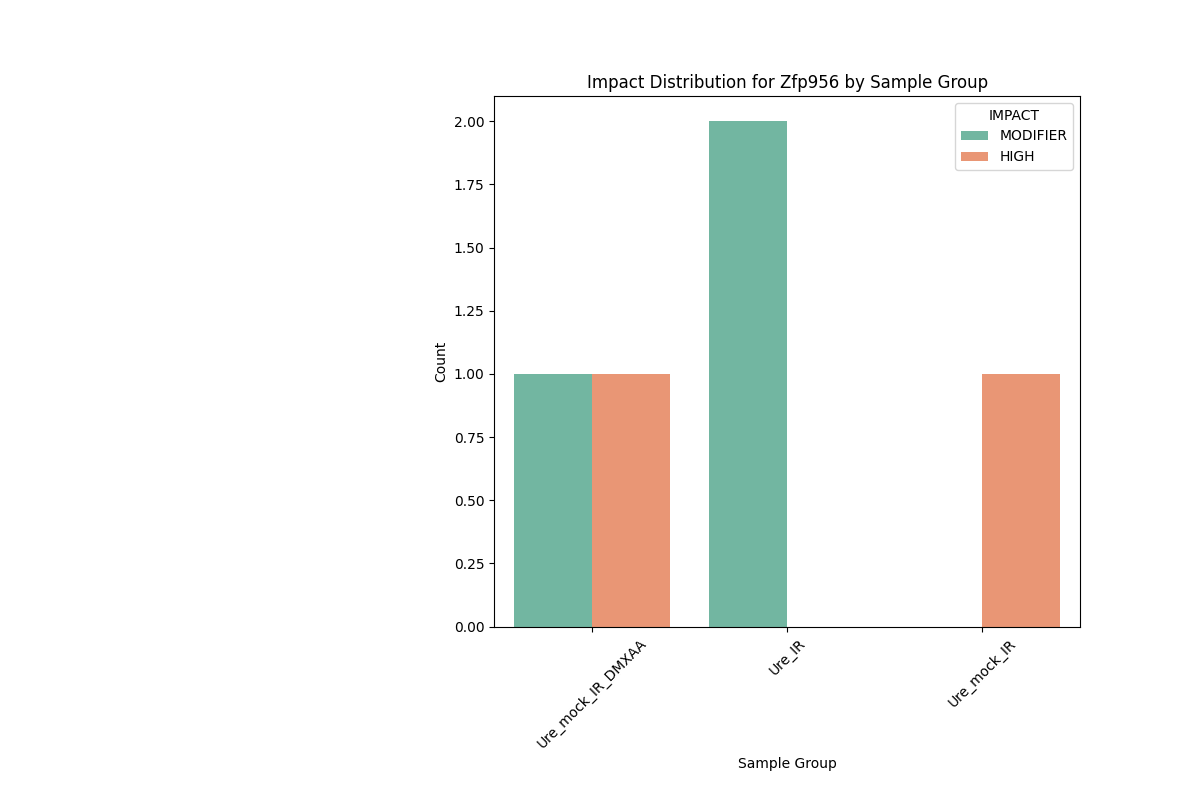 Impact Distribution for Zfp956 by Sample Group
IMPACT
MODIFIER
HIGH
2.00
1.75
1.50
1.25
1.00
0.75
0.50
0.25
0.00
Count
Ure_mock_IR_DMXAA
Ure_IR
Ure_mock_IR
Sample Group